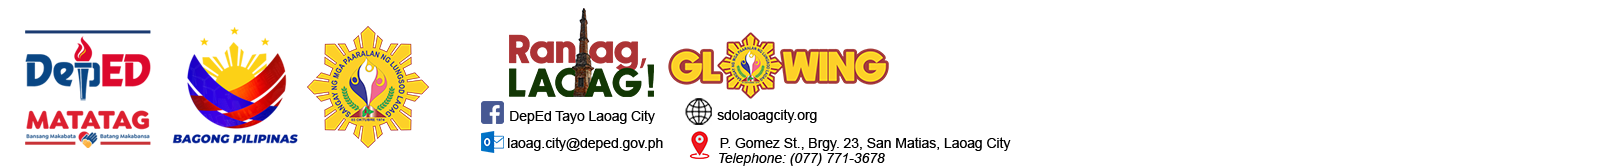 DepED
MATATAG
Bansang Makabata Batang Makabansa
BAGONG PILIPINAS
SANGAY NG MGA PAARALAN NG LUNGSOD LAOAG
Raniag,
LAOAG!
GLOWING
DepEd Tayo Laoag City
sdolaoagcity.org
laoag.city@deped.gov.ph
P. Gomez St., Brgy. 23, San Matias, Laoag City
Telephone: (077) 771-3678